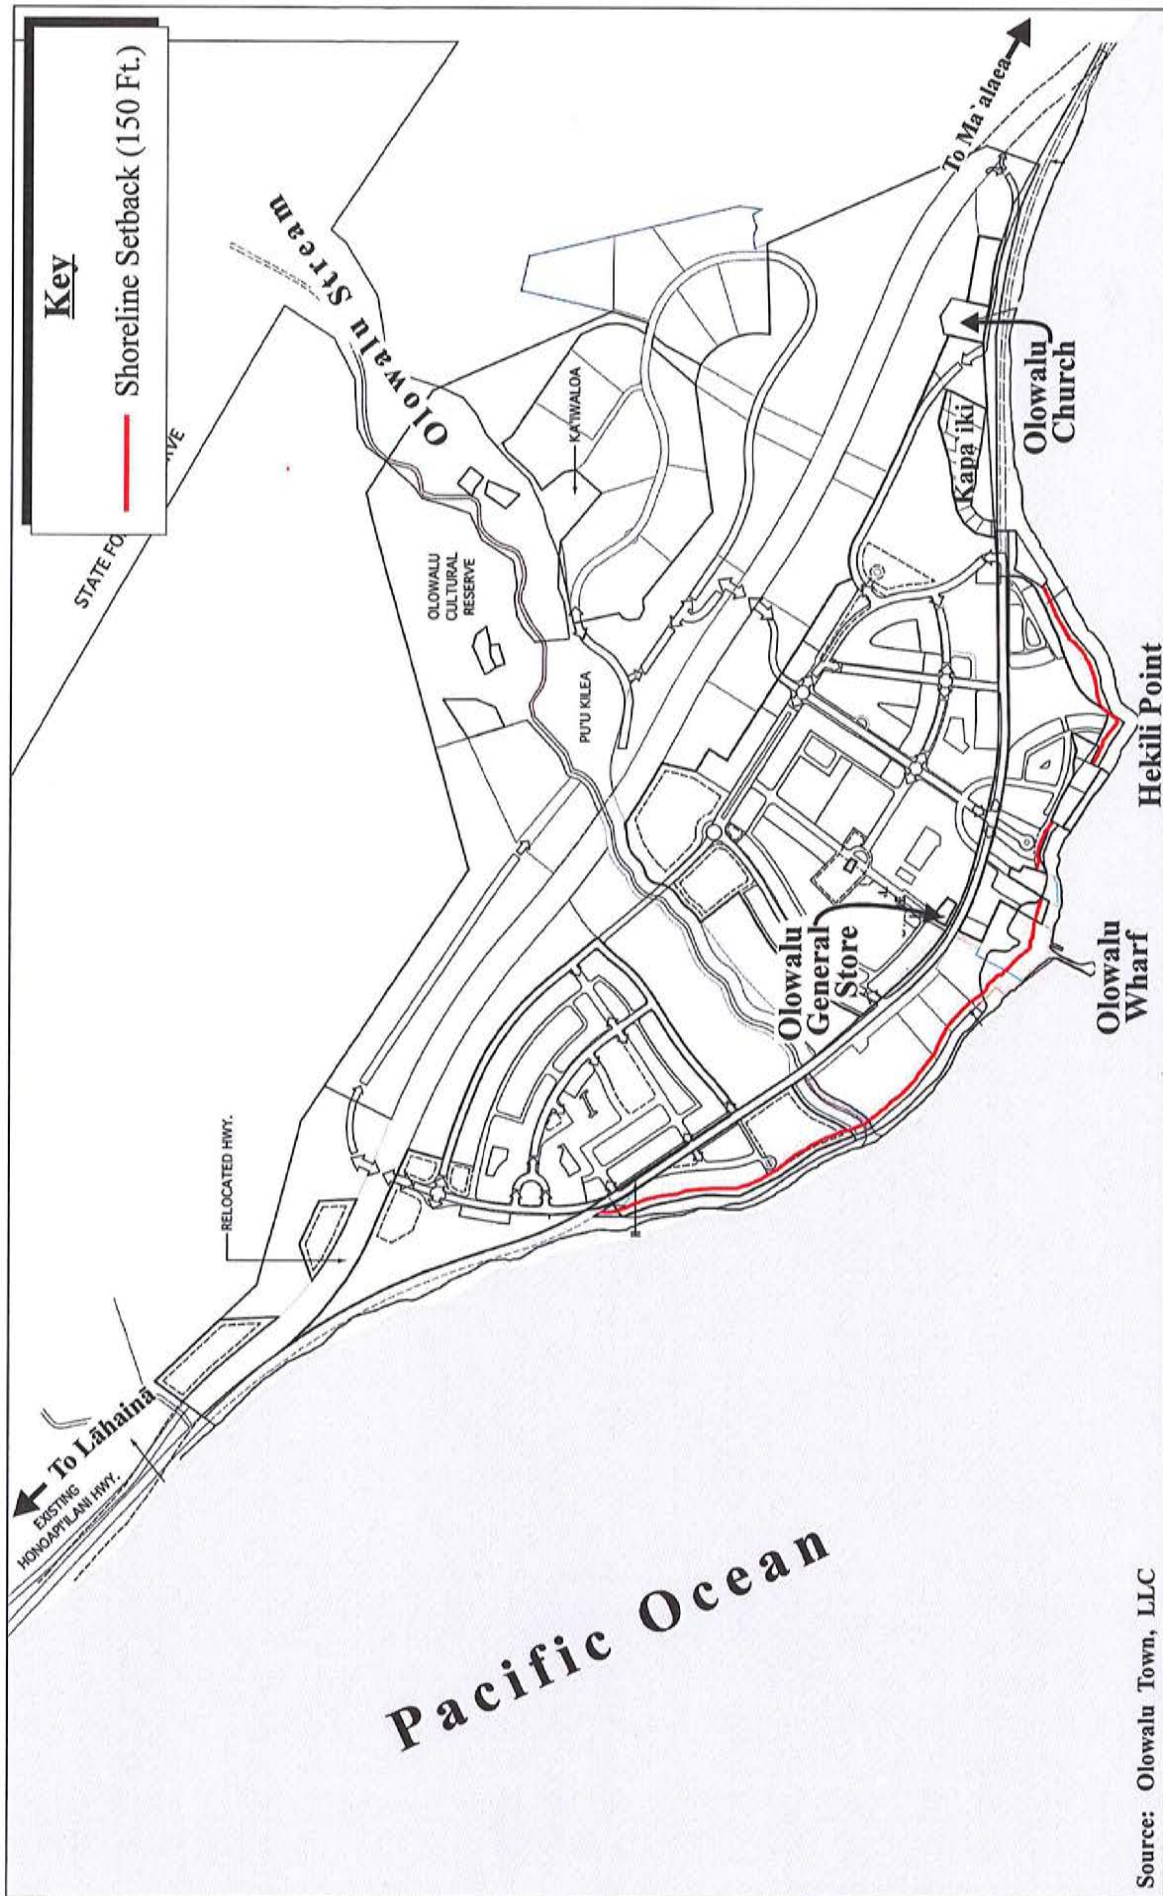 Key
Shoreline Setback (150 Ft.)
STATE FO
VE
Olowalu Stream
To Ma`alaea
OLOWALU
CULTURAL
RESERVE
KA'IWALOA
PU'U KILEA
Kapa`iki
Olowalu
Church
RELOCATED HWY.
Olowalu
General
Store
Hekili Point
Olowalu
Wharf
To Lāhainā
EXISTING
HONOAPI'ILANI HWY.
Pacific Ocean
Source: Olowalu Town, LLC